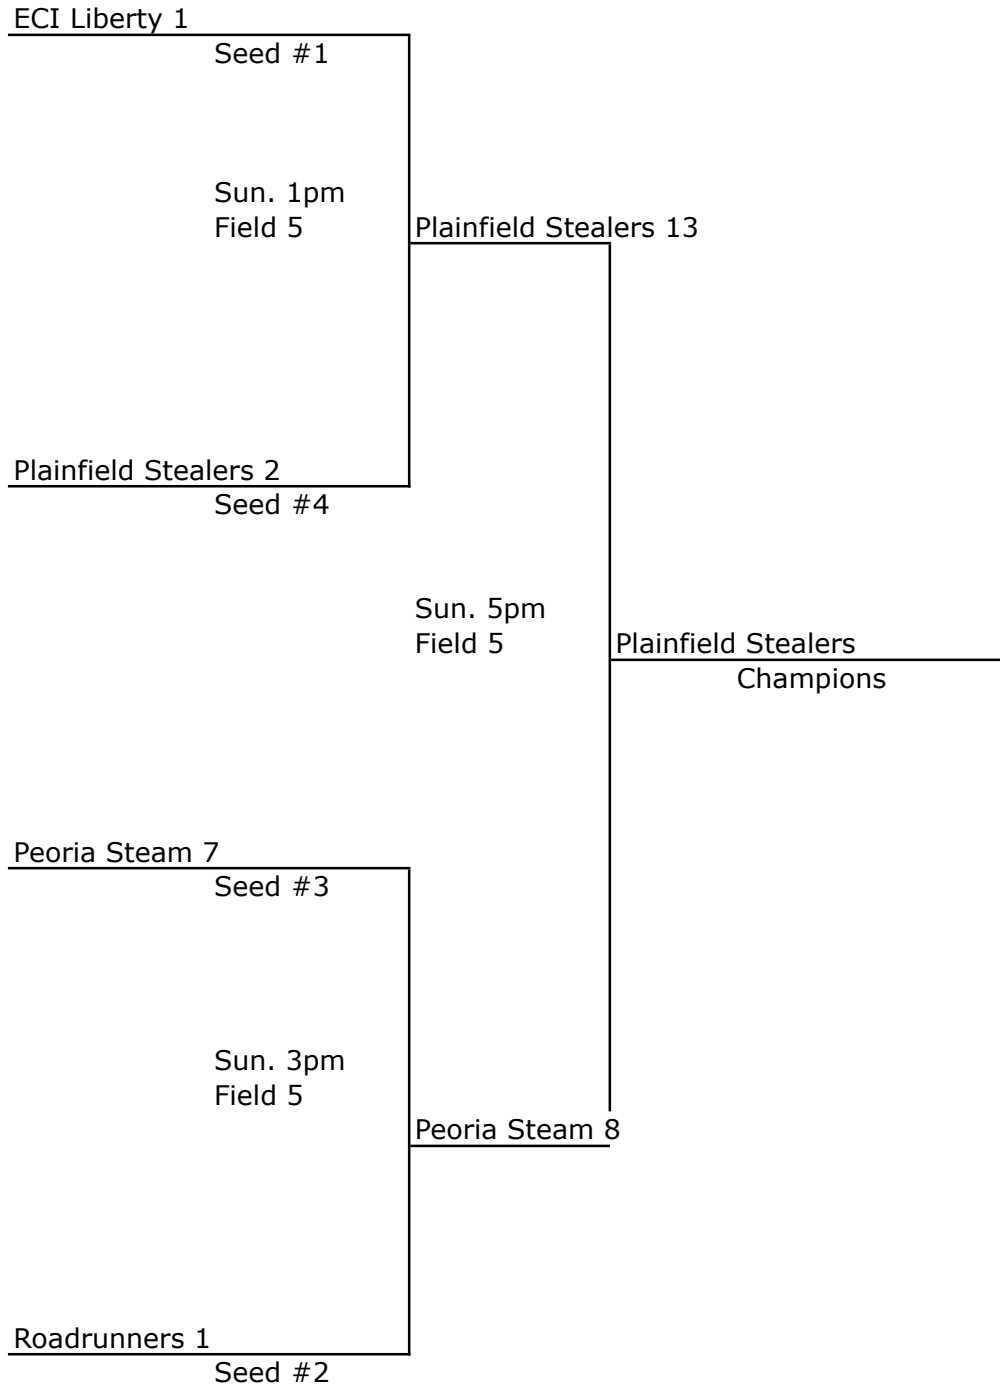 ECI Liberty 1
Seed #1
Sun. 1pm
Field 5
Plainfield Stealers 13
Plainfield Stealers 2
Seed #4
Sun. 5pm
Field 5
Plainfield Stealers
Champions
Peoria Steam 7
Seed #3
Sun. 3pm
Field 5
Peoria Steam 8
Roadrunners 1
Seed #2